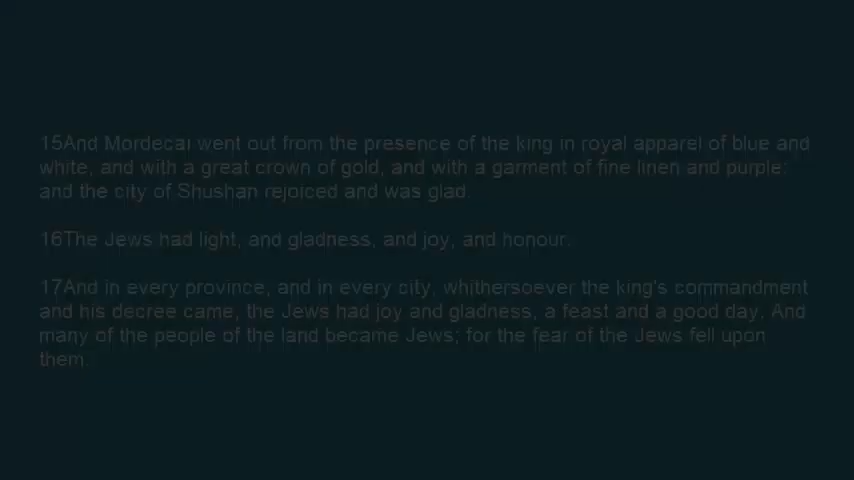 15And Mordecai went out from the presence of the king in royal apparel of blue and
white, and with a great crown of gold, and with a garment of fine linen and purple:
and the city of Shushan rejoiced and was glad.
16The Jews had light, and gladness, and joy, and honour.
17And in every province, and in every city, whithersoever the king's commandment
and his decree came, the Jews had joy and gladness, a feast and a good day. And
many of the people of the land became Jews; for the fear of the Jews fell upon
them.